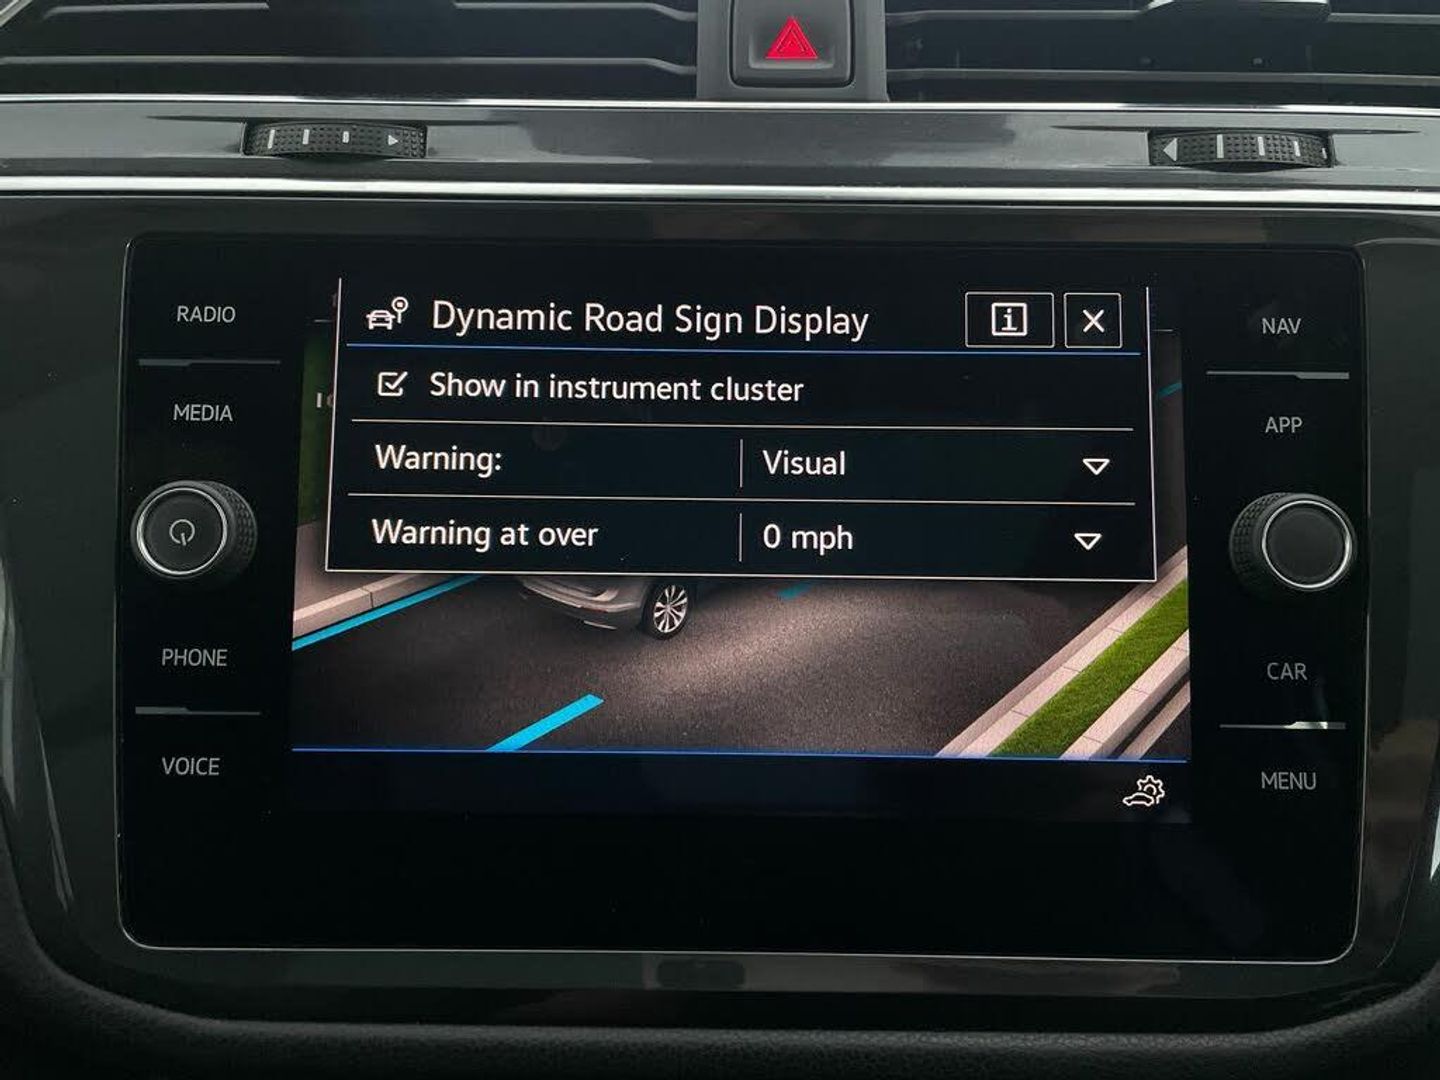 RADIO
MEDIA
PHONE
VOICE
Dynamic Road Sign Display
i
Show in instrument cluster
Warning: Visual
Warning at over 0 mph
NAV
APP
CAR
MENU